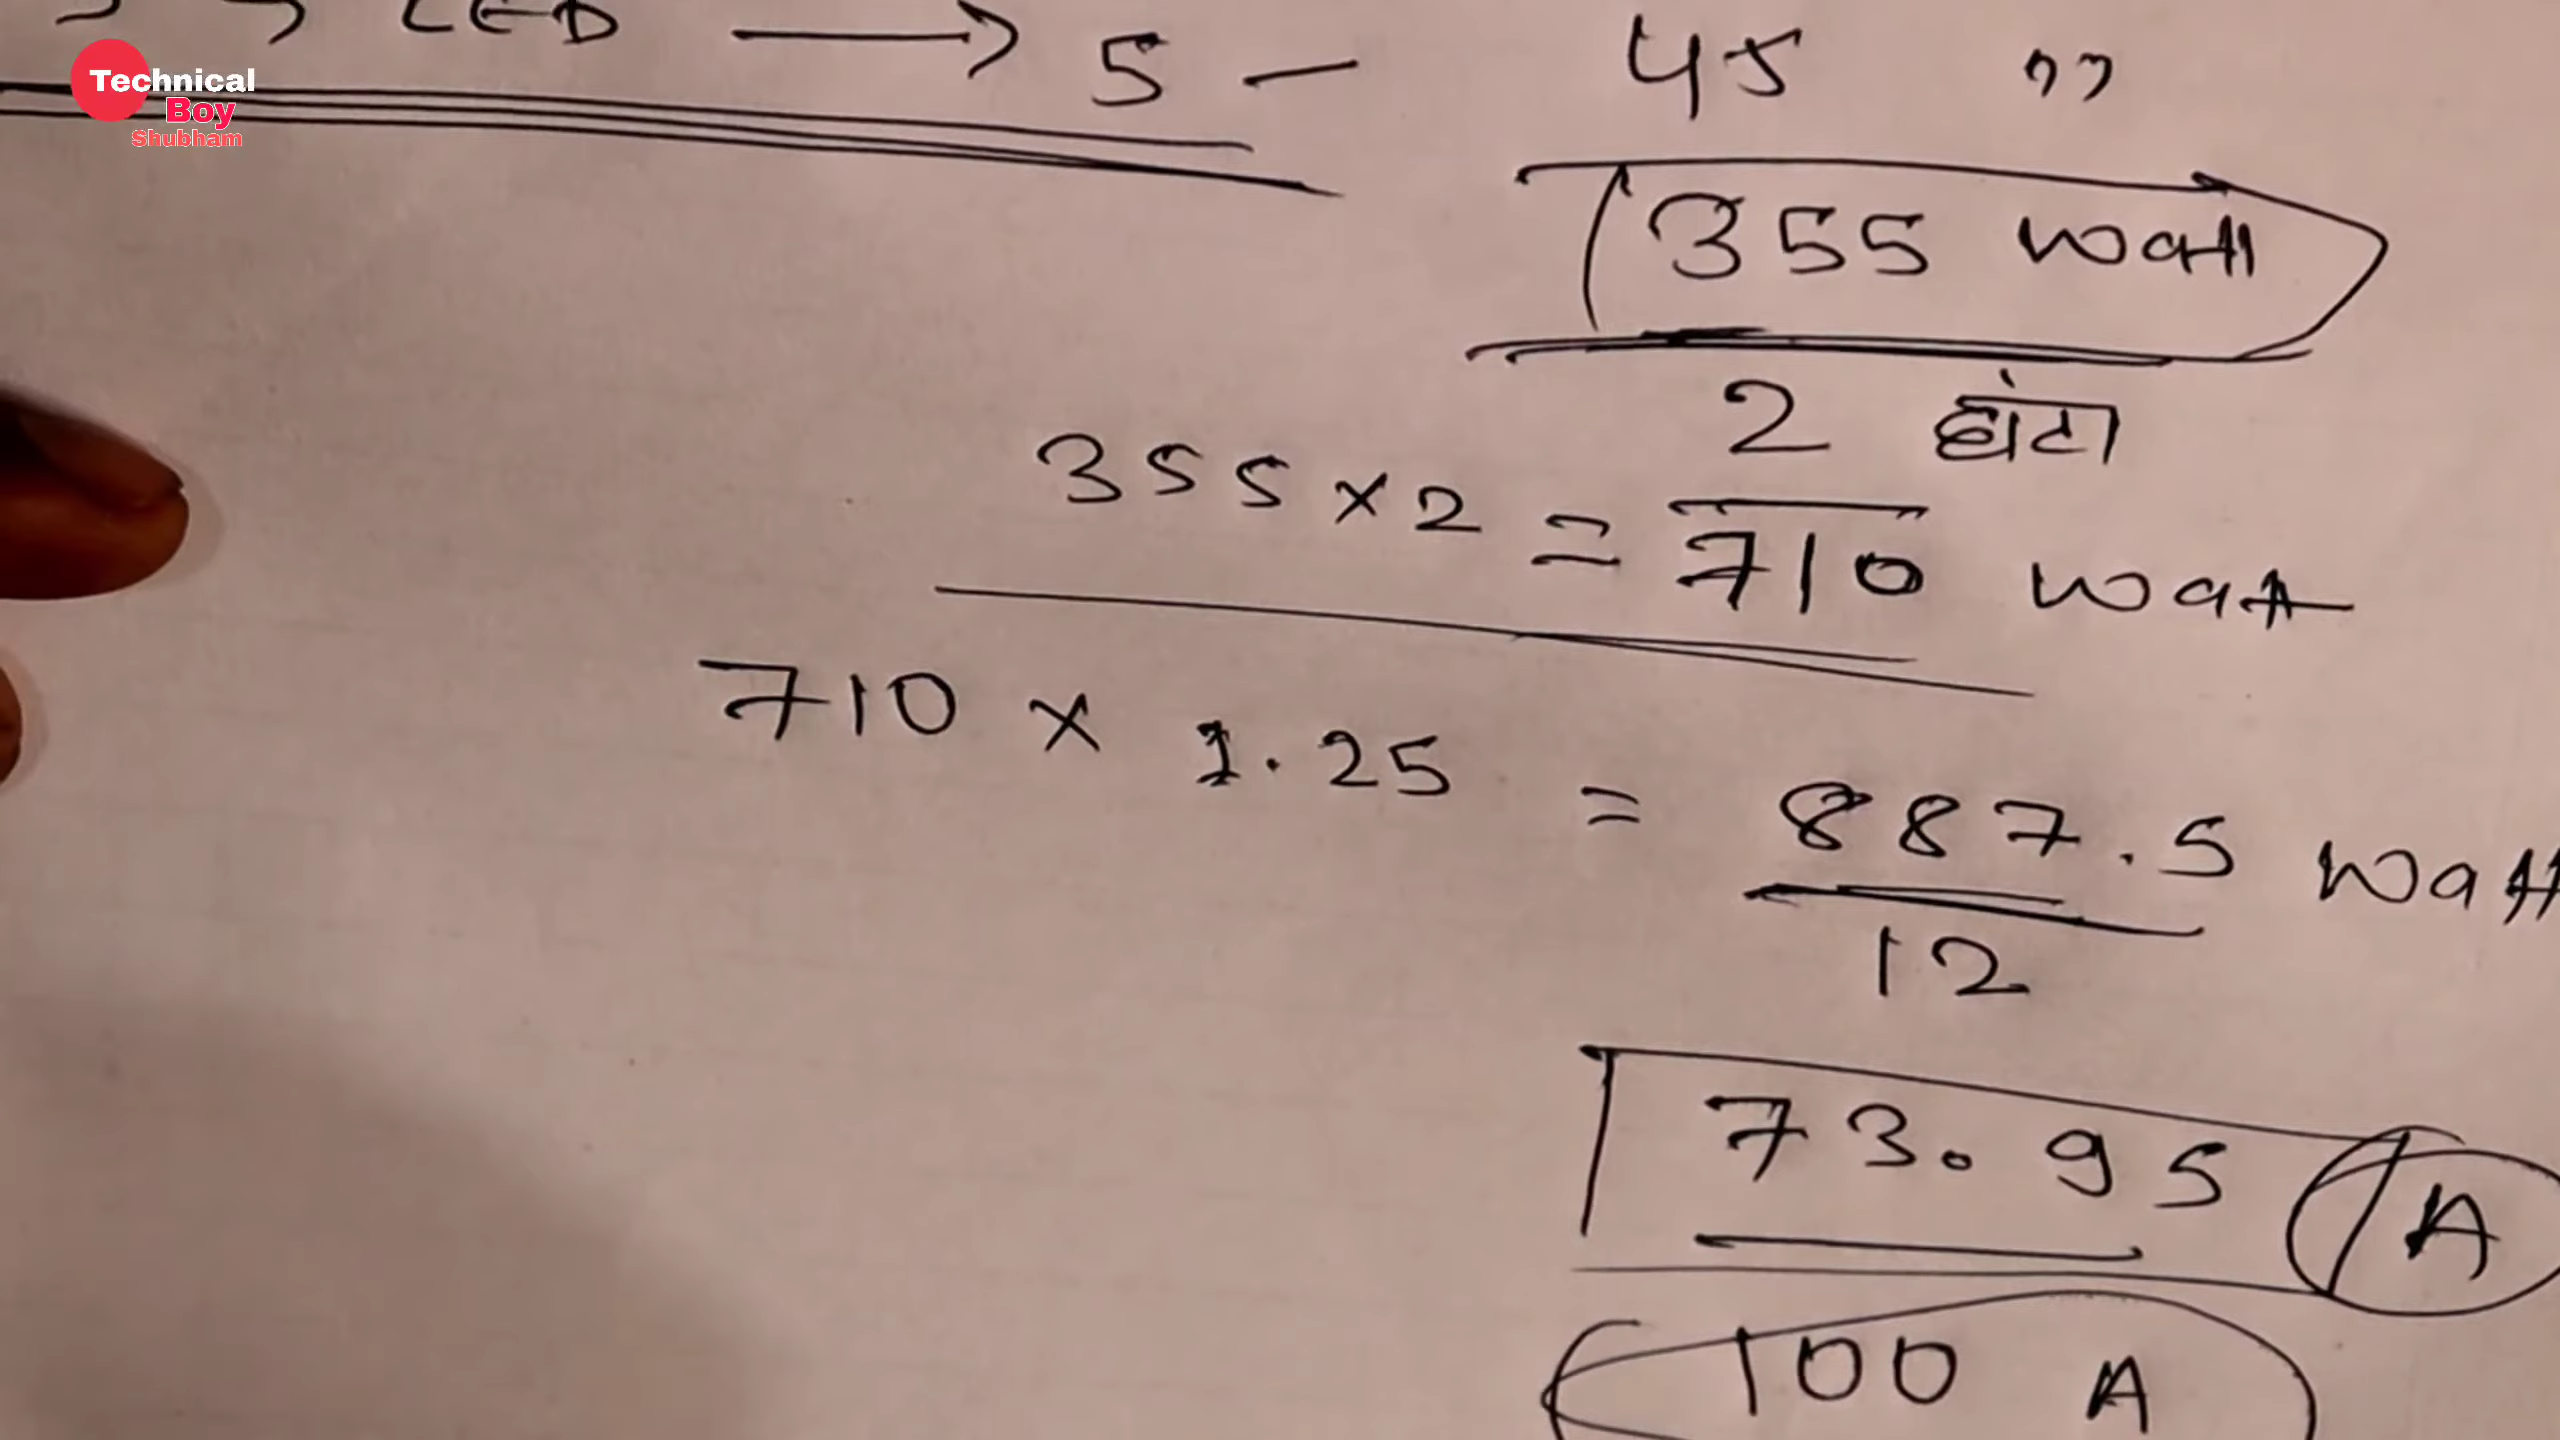 Technical
Boy
Shubham
LED → 5 — 45 ,,
355 watt
2 घंटा
355 × 2 = 710 watt
710 × 1.25 = 887.5 watt
12
73.95 A
100 A